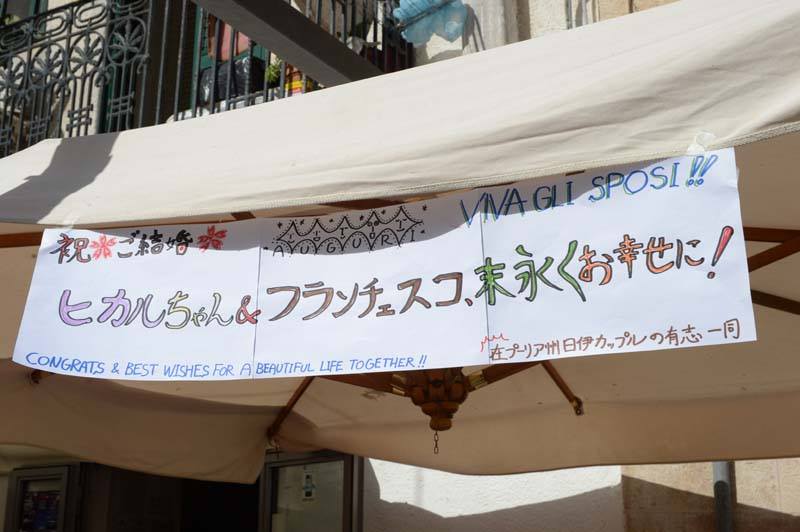 祝 ご結婚
AUGURI
VIVA GLI SPOSI!!
ヒカルちゃん&フランチェスコ、末永くお幸せに!
CONGRATS & BEST WISHES FOR A BEAUTIFUL LIFE TOGETHER!!
在プーリア州日伊カップルの有志一同